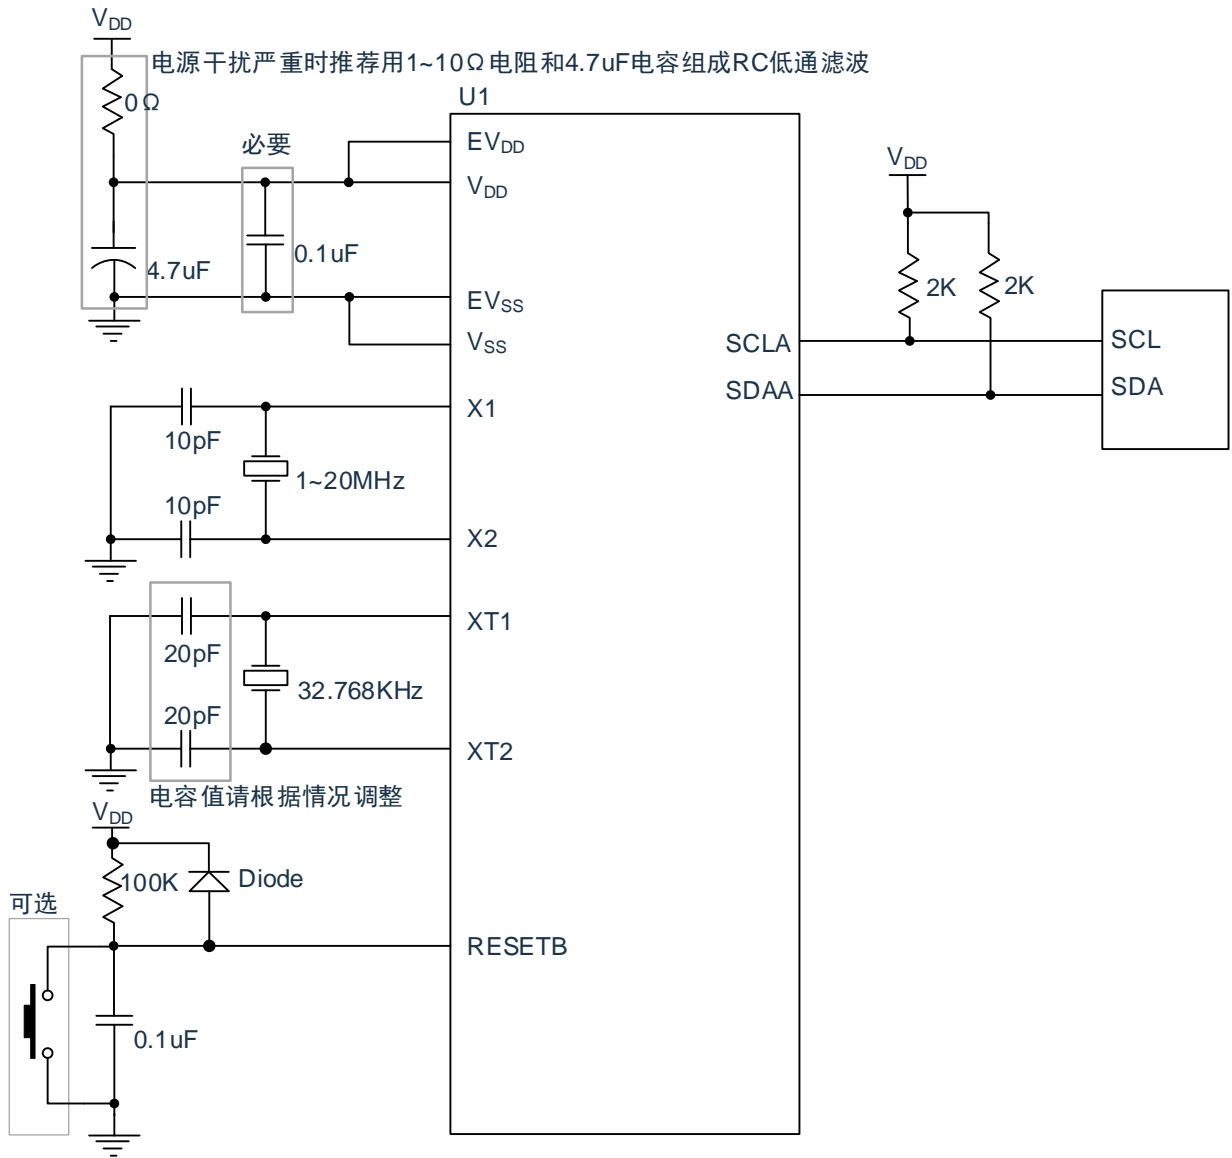 VDD
电源干扰严重时推荐用1~10Ω电阻和4.7uF电容组成RC低通滤波
0Ω
U1
必要
EVDD
VDD
VDD
0.1uF
4.7uF
2K
2K
EVSS
VSS
SCLA
SCL
SDAA
SDA
X1
10pF
1~20MHz
10pF
X2
XT1
20pF
32.768KHz
20pF
XT2
电容值请根据情况调整
VDD
100K
Diode
可选
RESETB
0.1uF